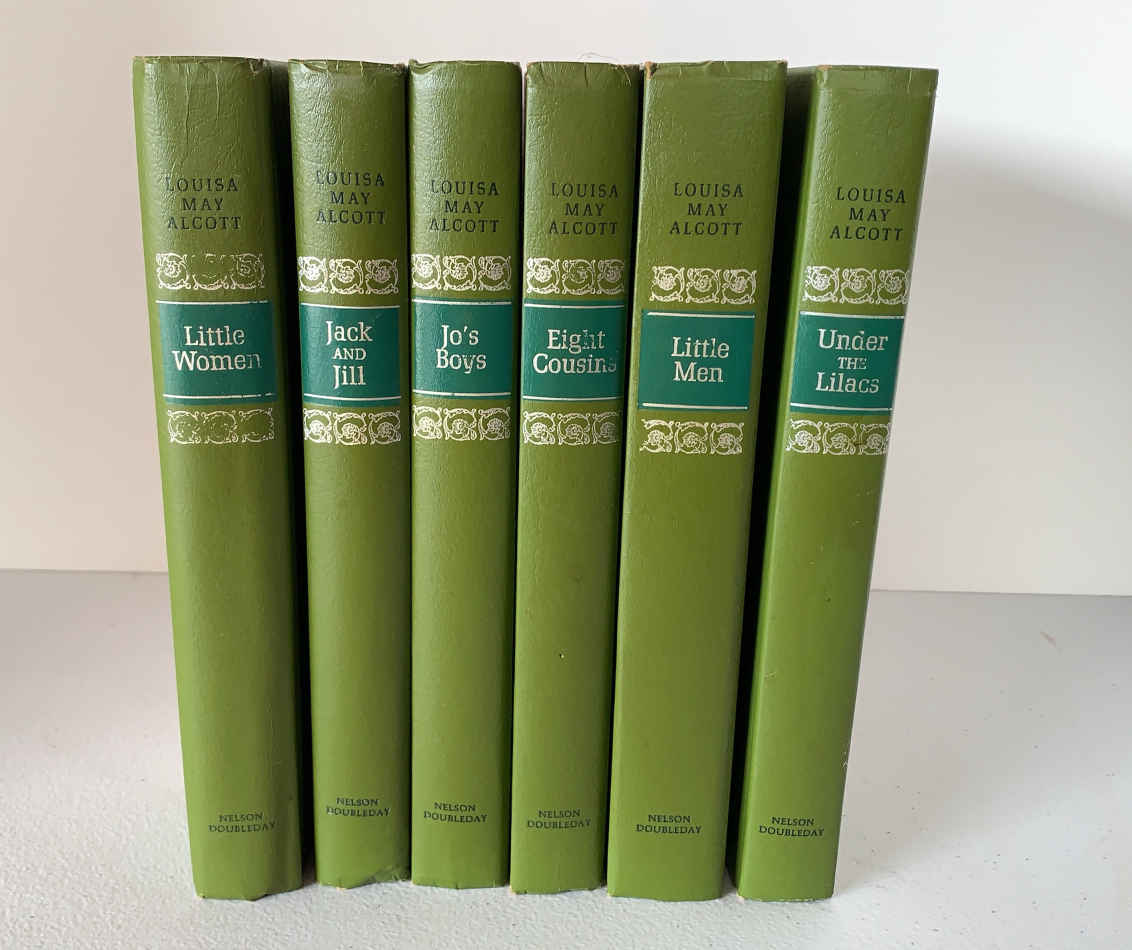 LOUISA
MAY
ALCOTT
Little
Women
NELSON
DOUBLEDAY
LOUISA
MAY
ALCOTT
Jack
AND
Jill
NELSON
DOUBLEDAY
LOUISA
MAY
ALCOTT
Jo's
Boys
NELSON
DOUBLEDAY
LOUISA
MAY
ALCOTT
Eight
Cousins
NELSON
DOUBLEDAY
LOUISA
MAY
ALCOTT
Little
Men
NELSON
DOUBLEDAY
LOUISA
MAY
ALCOTT
Under
THE
Lilacs
NELSON
DOUBLEDAY